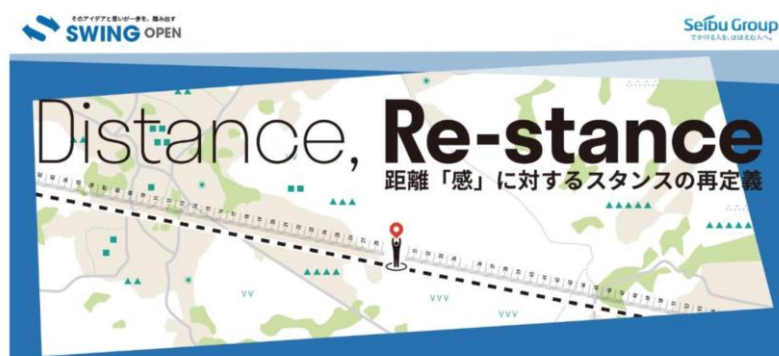 そのアイデアと思いが一歩を、踏み出す
SWING OPEN
Seibu Group
でかける人を、ほほえむ人へ。
Distance, Re-stance
距離「感」に対するスタンスの再定義